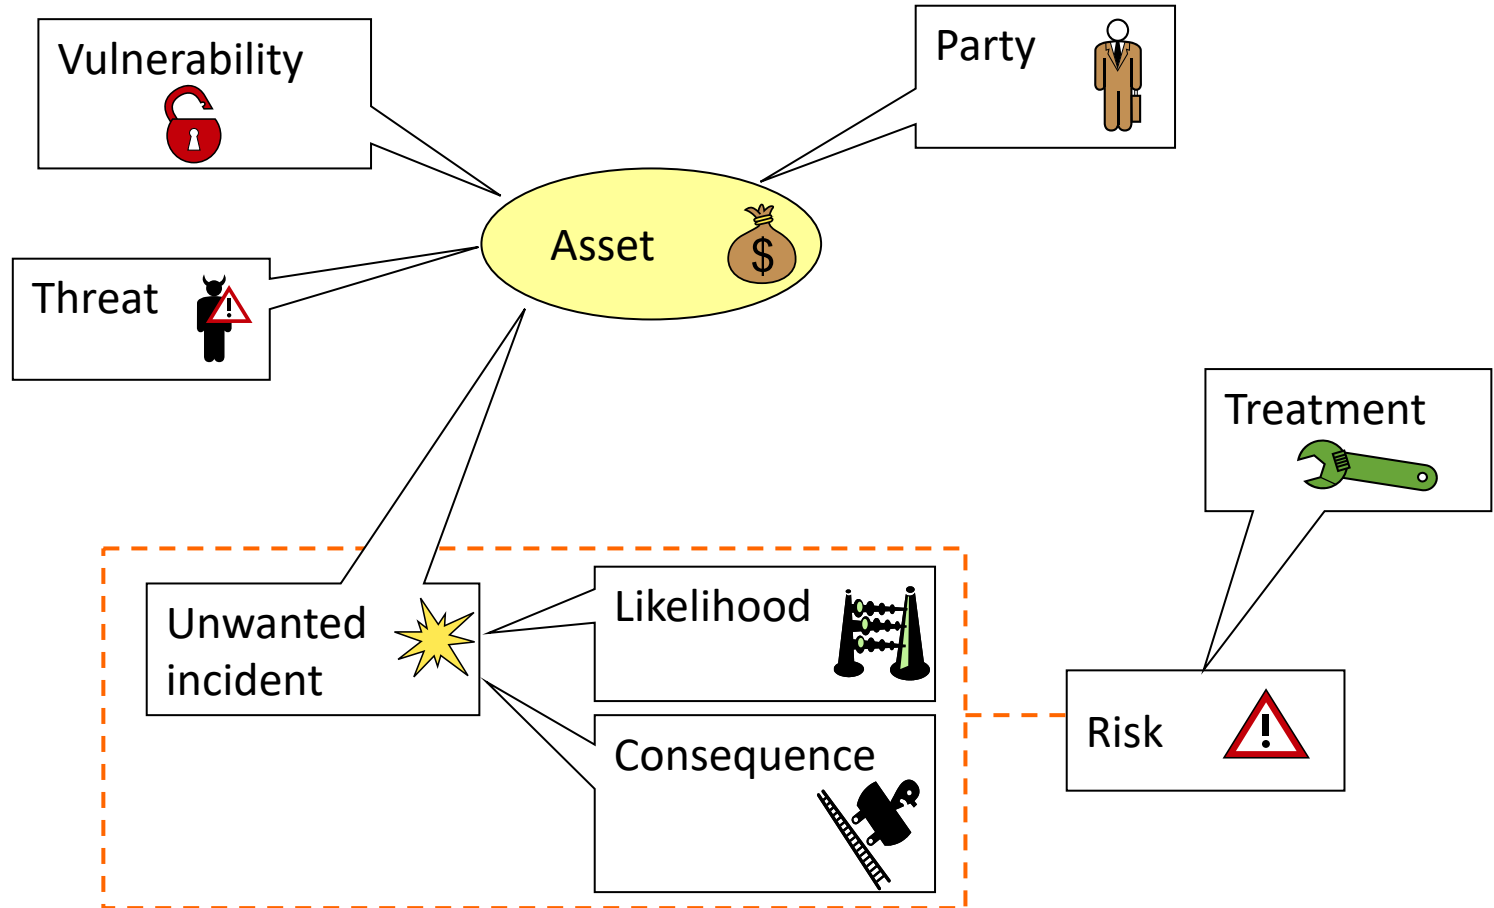 Vulnerability
Party
Asset
$
Threat
!
Treatment
Unwanted
incident
Likelihood
Consequence
Risk
!